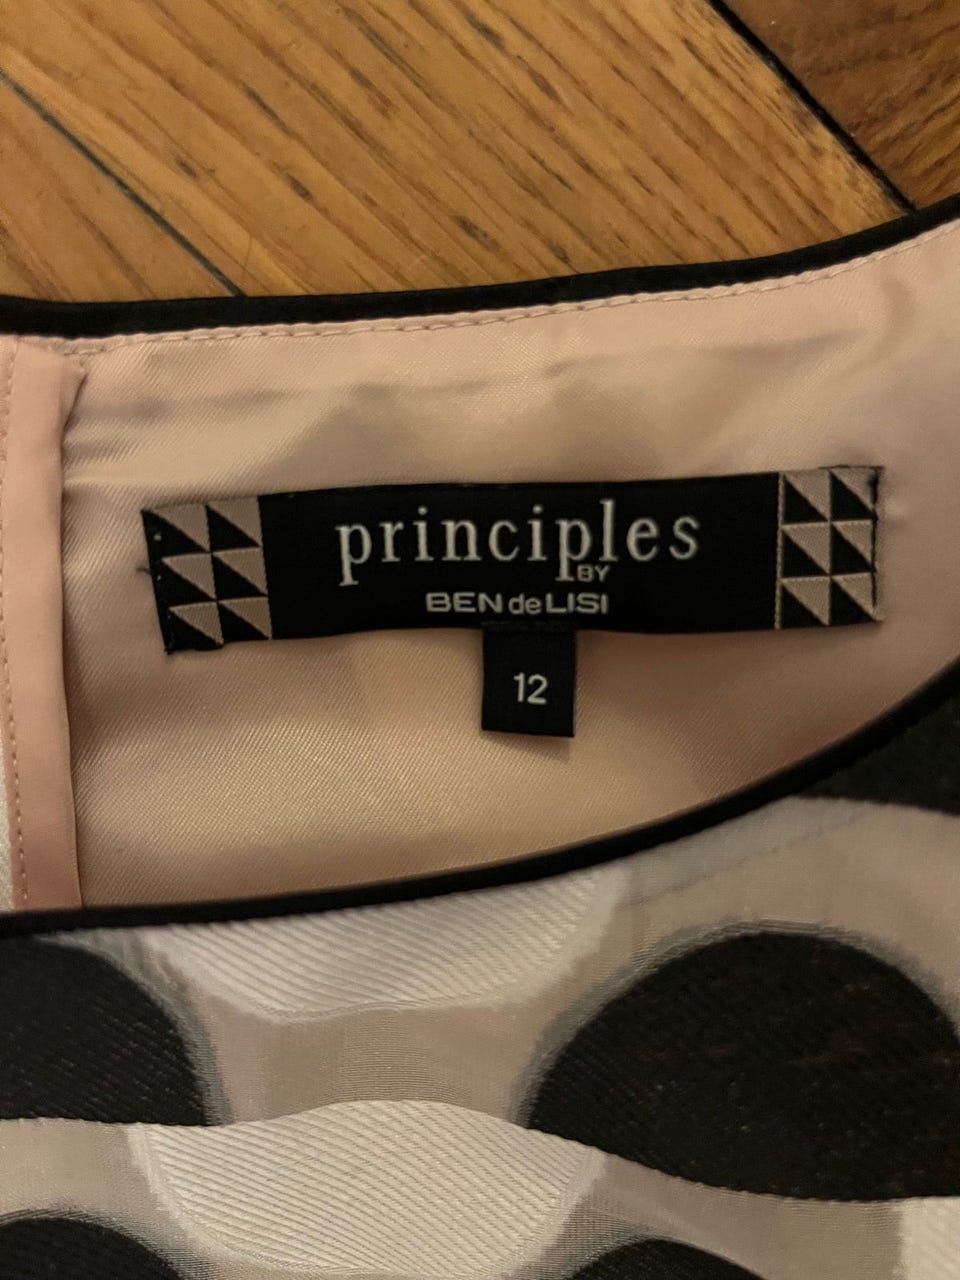 principles
BY
BEN de LISI
12